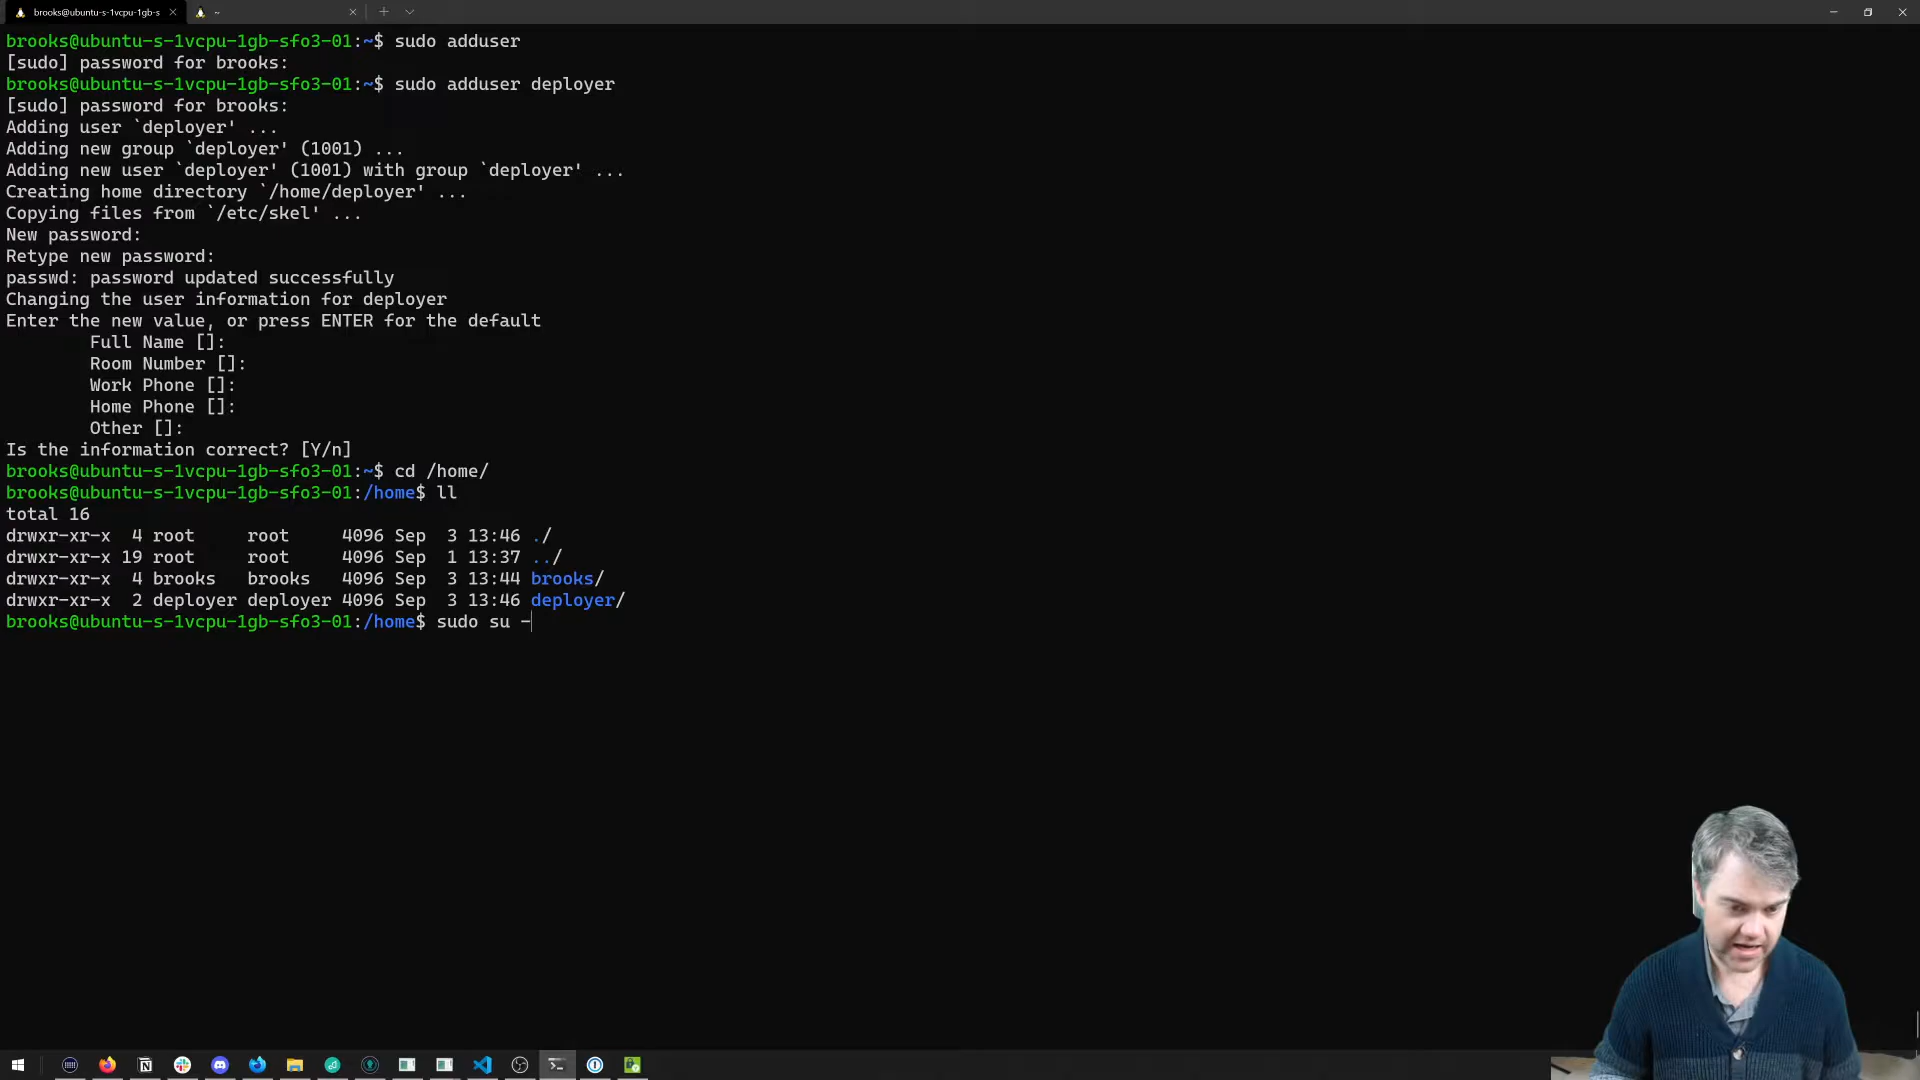 brooks@ubuntu-s-1vcpu-1gb-s
~
brooks@ubuntu-s-1vcpu-1gb-sfo3-01:~$ sudo adduser
[sudo] password for brooks:
brooks@ubuntu-s-1vcpu-1gb-sfo3-01:~$ sudo adduser deployer
[sudo] password for brooks:
Adding user `deployer' ...
Adding new group `deployer' (1001) ...
Adding new user `deployer' (1001) with group `deployer' ...
Creating home directory `/home/deployer' ...
Copying files from `/etc/skel' ...
New password:
Retype new password:
passwd: password updated successfully
Changing the user information for deployer
Enter the new value, or press ENTER for the default
        Full Name []:
        Room Number []:
        Work Phone []:
        Home Phone []:
        Other []:
Is the information correct? [Y/n]
brooks@ubuntu-s-1vcpu-1gb-sfo3-01:~$ cd /home/
brooks@ubuntu-s-1vcpu-1gb-sfo3-01:/home$ ll
total 16
drwxr-xr-x  4 root     root     4096 Sep  3 13:46 ./
drwxr-xr-x 19 root     root     4096 Sep  1 13:37 ../
drwxr-xr-x  4 brooks   brooks   4096 Sep  3 13:44 brooks/
drwxr-xr-x  2 deployer deployer 4096 Sep  3 13:46 deployer/
brooks@ubuntu-s-1vcpu-1gb-sfo3-01:/home$ sudo su -